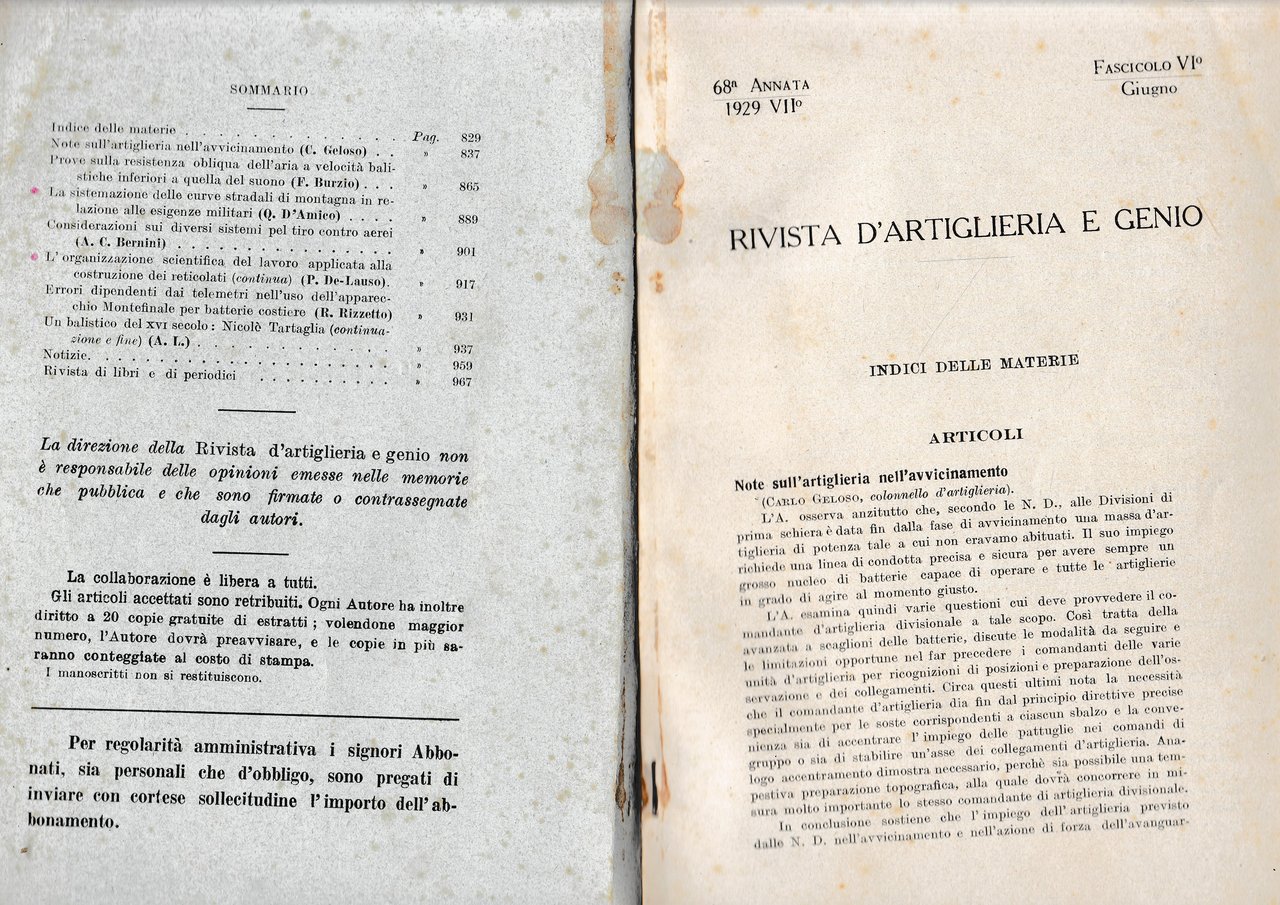 SOMMARIO
Indice delle materie . . . . . . . . . . . . . . . Pag. 829
Note sull'artiglieria nell'avvicinamento (C. Geloso) . . » 837
Prove sulla resistenza obliqua dell'aria a velocità bali-
stiche inferiori a quella del suono (F. Burzio) . . . » 865
La sistemazione delle curve stradali di montagna in re-
lazione alle esigenze militari (Q. D'Amico) . . . . » 889
Considerazioni sui diversi sistemi pel tiro contro aerei
(A. C. Bernini) . . . . . . . . . . . . . . » 901
L'organizzazione scientifica del lavoro applicata alla
costruzione dei reticolati (continua) (P. De-Lauso). » 917
Errori dipendenti dai telemetri nell'uso dell'apparec-
chio Montefinale per batterie costiere (R. Rizzetto) » 931
Un balistico del XVI secolo: Nicolè Tartaglia (continua-
zione e fine) (A. L.) . . . . . . . . . . . . » 937
Notizie. . . . . . . . . . . . . . . . . . . . » 959
Rivista di libri e di periodici . . . . . . . . . . » 967
La direzione della Rivista d'artiglieria e genio non
è responsabile delle opinioni emesse nelle memorie
che pubblica e che sono firmate o contrassegnate
dagli autori.
La collaborazione è libera a tutti.
Gli articoli accettati sono retribuiti. Ogni Autore ha inoltre
diritto a 20 copie gratuite di estratti; volendone maggior
numero, l'Autore dovrà preavvisare, e le copie in più sa-
ranno conteggiate al costo di stampa.
I manoscritti non si restituiscono.
Per regolarità amministrativa i signori Abbo-
nati, sia personali che d'obbligo, sono pregati di
inviare con cortese sollecitudine l'importo dell'ab-
bonamento.
68ª ANNATA
1929 VIIº
FASCICOLO VIº
Giugno
RIVISTA D'ARTIGLIERIA E GENIO
INDICI DELLE MATERIE
ARTICOLI
Note sull'artiglieria nell'avvicinamento
(CARLO GELOSO, colonnello d'artiglieria).
L'A. osserva anzitutto che, secondo le N. D., alle Divisioni di
prima schiera è data fin dalla fase di avvicinamento una massa d'ar-
tiglieria di potenza tale a cui non eravamo abituati. Il suo impiego
richiede una linea di condotta precisa e sicura per avere sempre un
grosso nucleo di batterie capace di operare e tutte le artiglierie
in grado di agire al momento giusto.
L'A. esamina quindi varie questioni cui deve provvedere il co-
mandante d'artiglieria divisionale a tale scopo. Così tratta della
avanzata a scaglioni delle batterie, discute le modalità da seguire e
le limitazioni opportune nel far precedere i comandanti delle varie
unità d'artiglieria per ricognizioni di posizioni e preparazione dell'os-
servazione e dei collegamenti. Circa questi ultimi nota la necessità
che il comandante d'artiglieria dia fin dal principio direttive precise
specialmente per le soste corrispondenti a ciascun sbalzo e la conve-
nienza sia di accentrare l'impiego delle pattuglie nei comandi di
gruppo o sia di stabilire un'asse dei collegamenti d'artiglieria. Ana-
logo accentramento dimostra necessario, perchè sia possibile una tem-
pestiva preparazione topografica, alla quale dovrà concorrere in mi-
sura molto importante lo stesso comandante di artiglieria divisionale.
In conclusione sostiene che l'impiego dell'artiglieria previsto
dalle N. D. nell'avvicinamento e nell'azione di forza dell'avanguar-